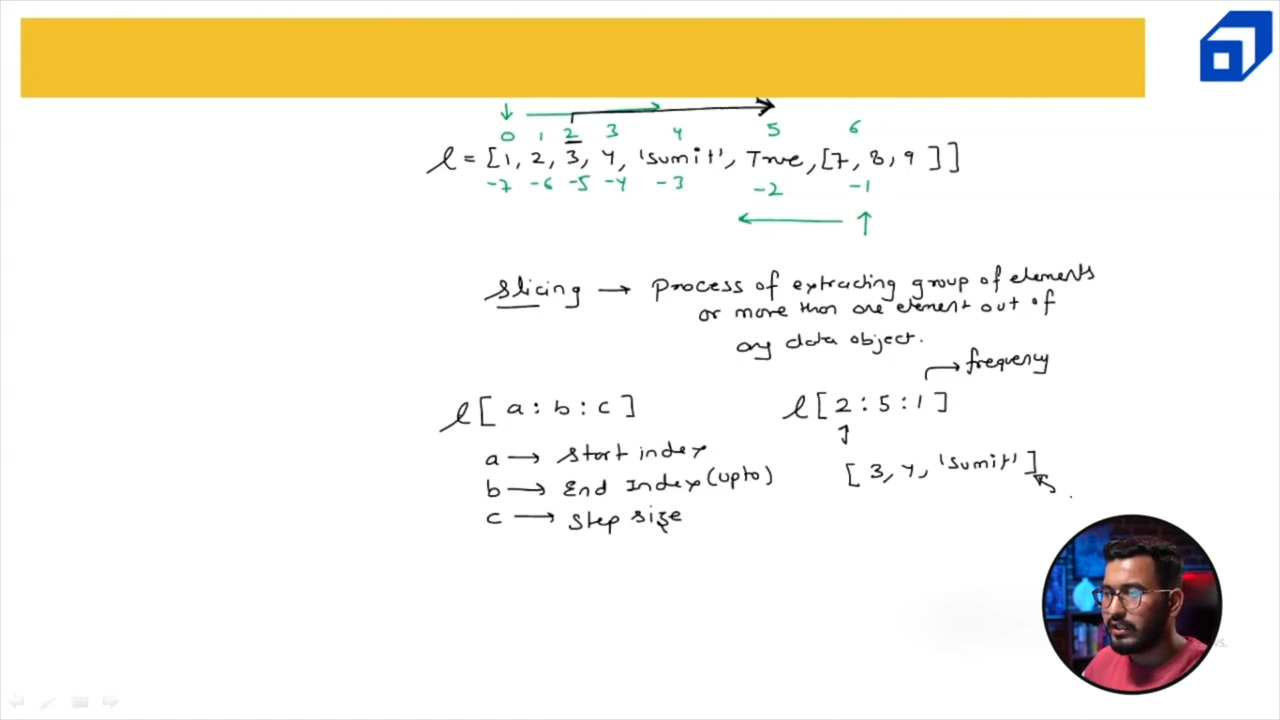 0 1 2 3 4 5 6
l = [1, 2, 3, 4, 'Sumit', True, [7, 8, 9]]
-7 -6 -5 -4 -3 -2 -1
Slicing → Process of extracting group of elements
or more than one element out of
any data object.
→ frequency
l[a : b : c]
l[2 : 5 : 1]
a → Start index
b → End Index (upto)
c → Step size
[3, 4, 'Sumit']